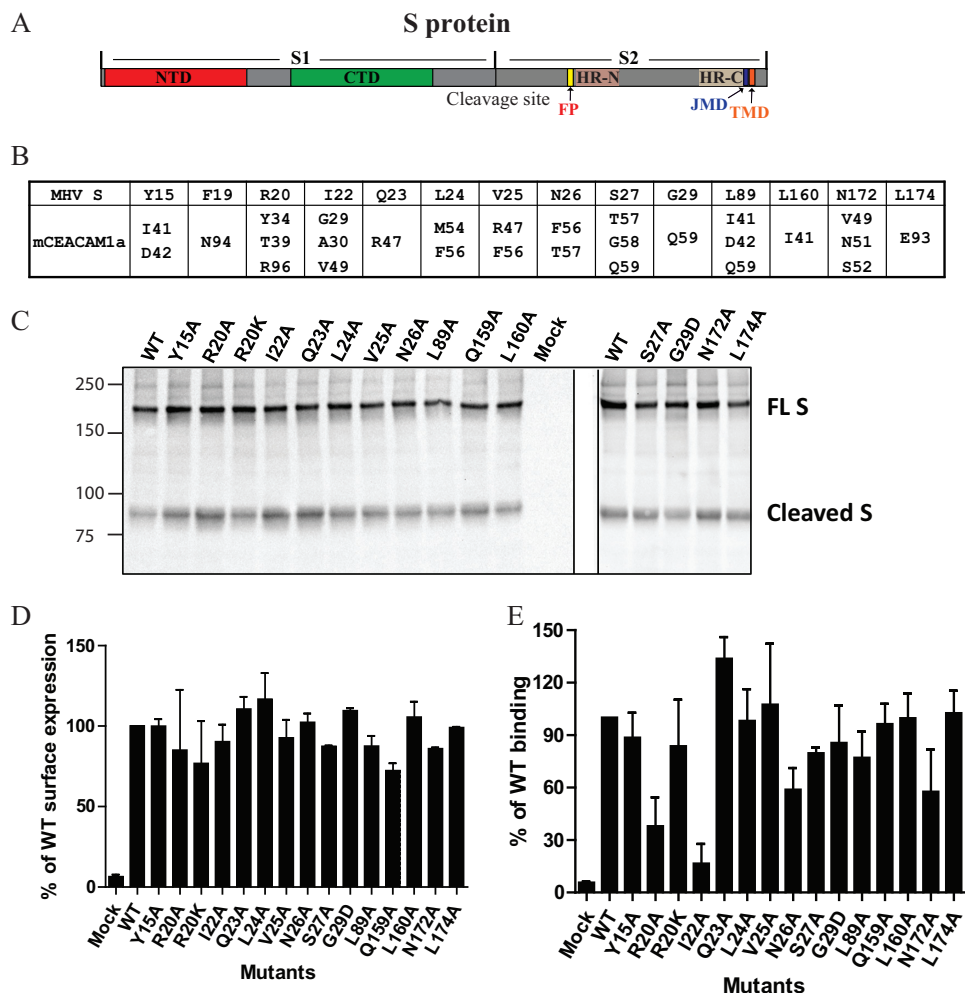 A
S protein
S1
S2
NTD
CTD
HR-N
HR-C
Cleavage site
FP
JMD
TMD
B
MHV S Y15 F19 R20 I22 Q23 L24 V25 N26 S27 G29 L89 L160 N172 L174
Y34 G29 T57 I41 V49
I41 M54 R47 F56
mCEACAM1a N94 T39 A30 R47 G58 Q59 D42 I41 N51 E93
D42 F56 F56 T57
R96 V49 Q59 Q59 S52
C
WT Y15A R20A R20K I22A Q23A L24A V25A N26A L89A Q159A L160A Mock WT S27A G29D N172A L174A
250
FL S
150
100
Cleaved S
75
D
% of WT surface expression
150
100
50
0
Mock WT Y15A R20A R20K I22A Q23A L24A V25A N26A S27A G29D L89A Q159A L160A N172A L174A
Mutants
E
% of WT binding
150
120
90
60
30
0
Mock WT Y15A R20A R20K I22A Q23A L24A V25A N26A S27A G29D L89A Q159A L160A N172A L174A
Mutants